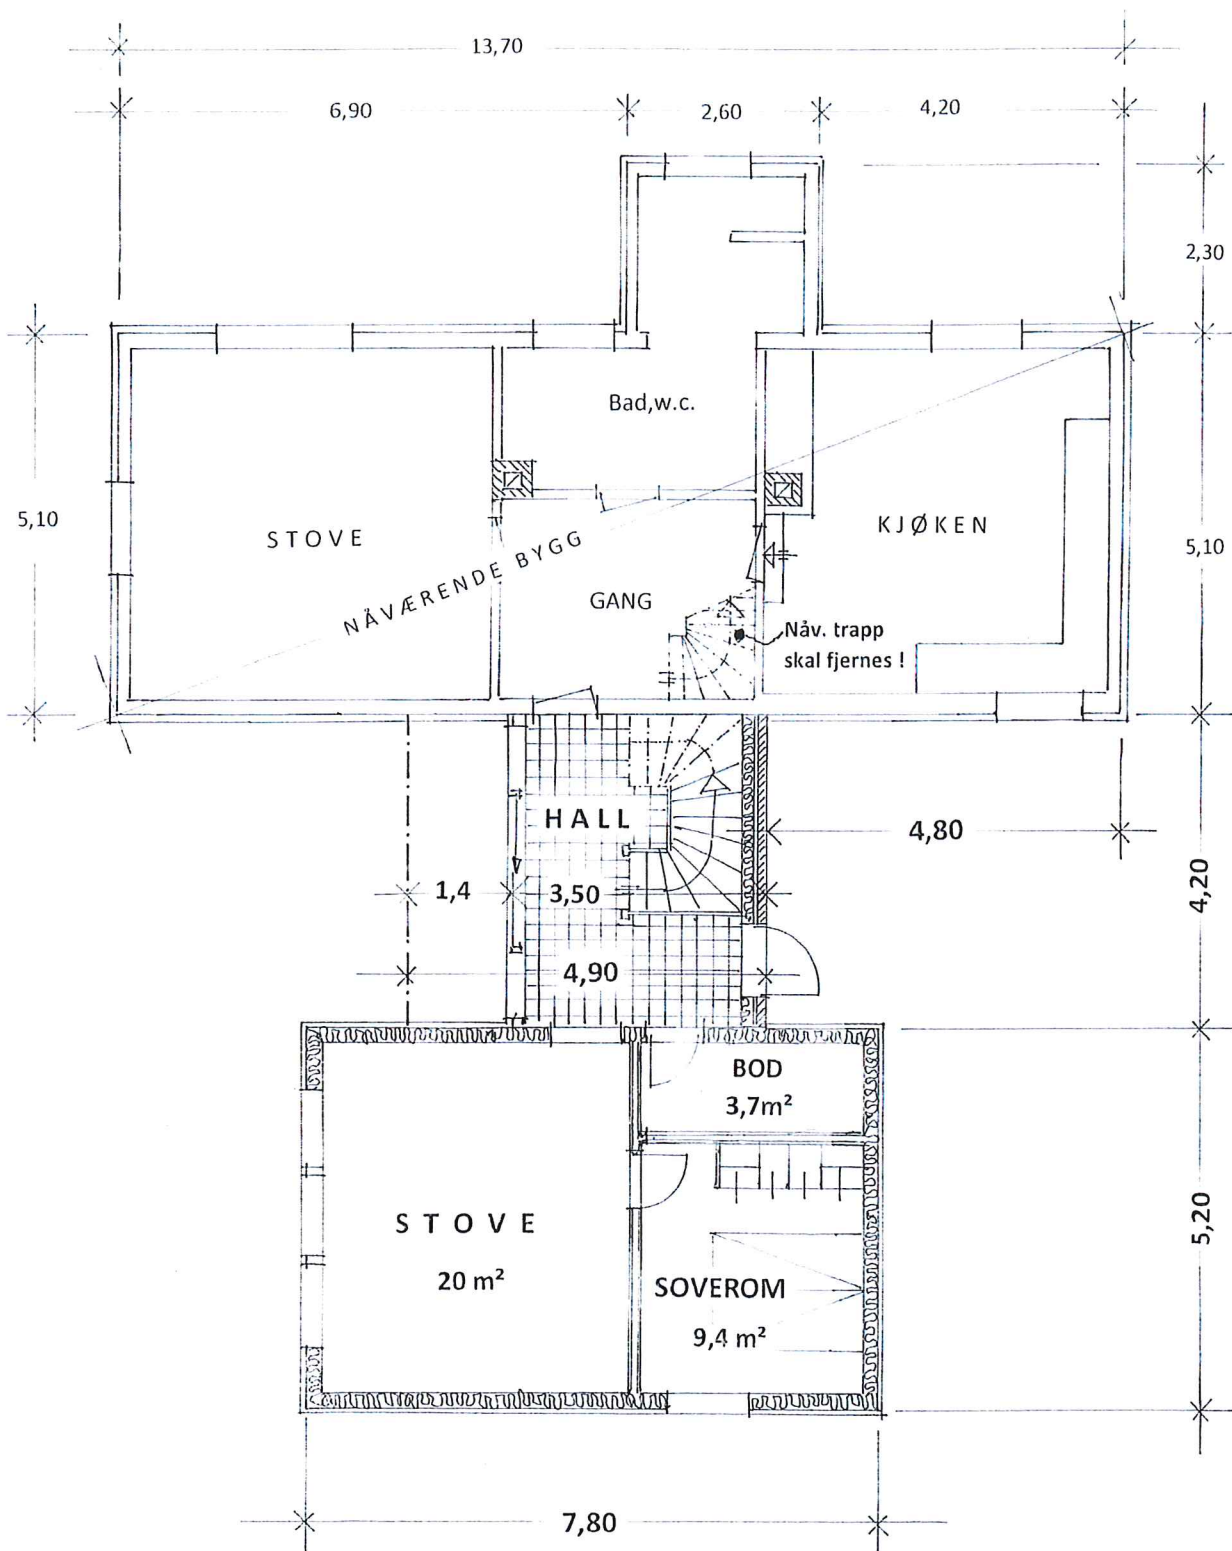 13,70
6,90
2,60
4,20
2,30
Bad,w.c.
5,10
STOVE
NÅVÆRENDE BYGG
KJØKEN
5,10
GANG
Nåv. trapp
skal fjernes !
HALL
4,80
4,20
1,4
3,50
4,90
BOD
3,7m²
STOVE
20 m²
SOVEROM
9,4 m²
5,20
7,80